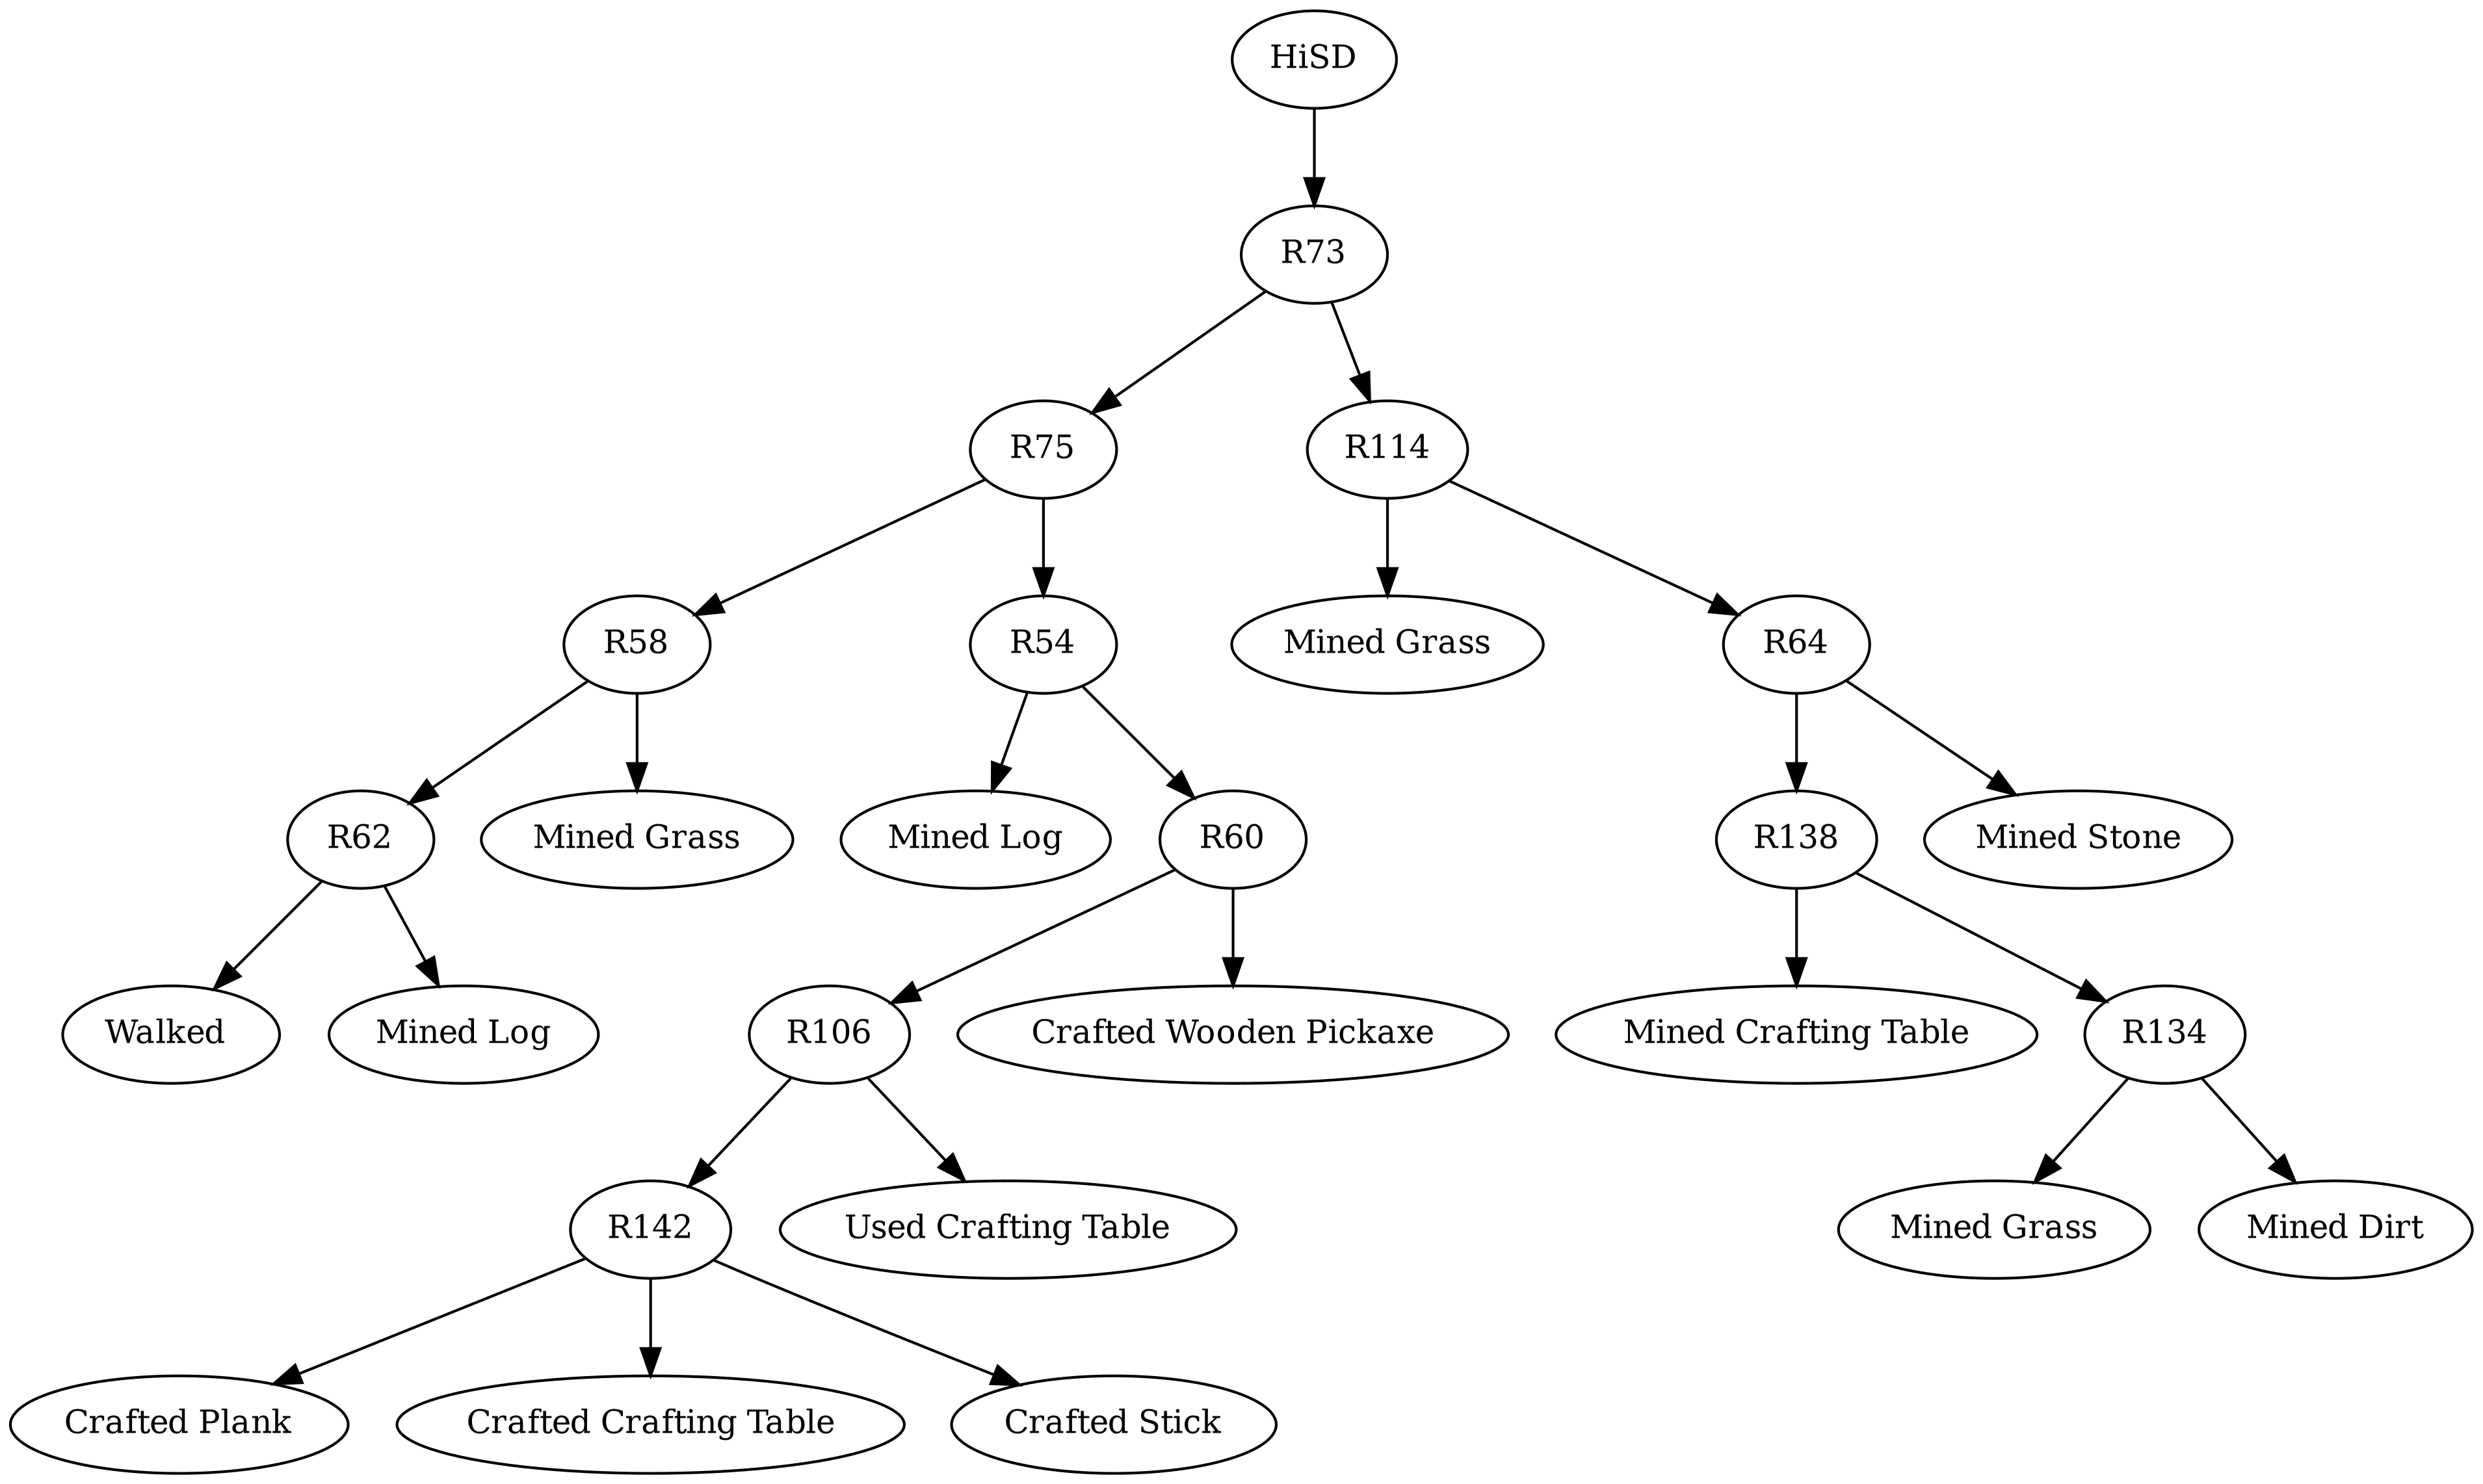 HiSD
R73
R75
R114
R58
R54
Mined Grass
R64
R62
Mined Grass
Mined Log
R60
R138
Mined Stone
Walked
Mined Log
R106
Crafted Wooden Pickaxe
Mined Crafting Table
R134
R142
Used Crafting Table
Mined Grass
Mined Dirt
Crafted Plank
Crafted Crafting Table
Crafted Stick